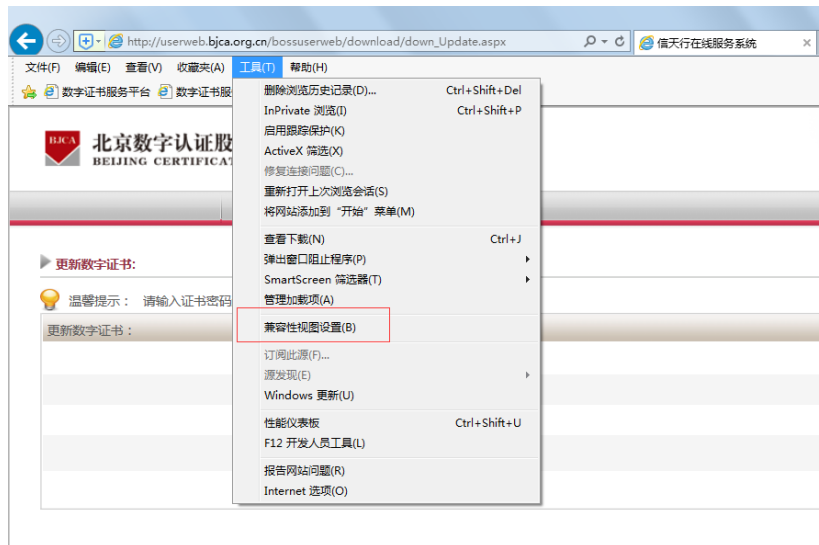 http://userweb.bjca.org.cn/bossuserweb/download/down_Update.aspx
信天行在线服务系统
文件(F) 编辑(E) 查看(V) 收藏夹(A) 工具(T) 帮助(H)
数字证书服务平台 数字证书服
删除浏览历史记录(D)... Ctrl+Shift+Del
InPrivate 浏览(I) Ctrl+Shift+P
启用跟踪保护(K)
ActiveX 筛选(X)
修复连接问题(C)...
重新打开上次浏览会话(S)
将网站添加到“开始”菜单(M)
查看下载(N) Ctrl+J
弹出窗口阻止程序(P)
SmartScreen 筛选器(T)
管理加载项(A)
兼容性视图设置(B)
订阅此源(F)...
源发现(E)
Windows 更新(U)
性能仪表板 Ctrl+Shift+U
F12 开发人员工具(L)
报告网站问题(R)
Internet 选项(O)
BJCA
北京数字认证股
BEIJING CERTIFICAT
更新数字证书:
温馨提示： 请输入证书密码
更新数字证书：